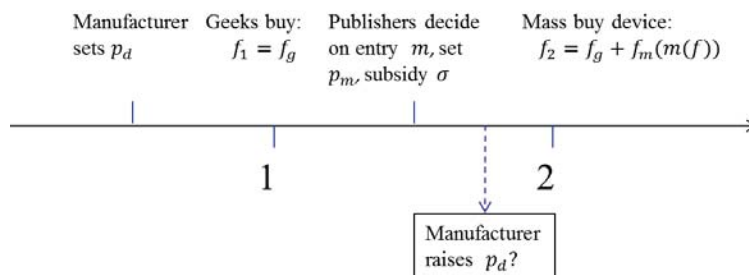 Manufacturer
sets p_d
Geeks buy:
f_1 = f_g
Publishers decide
on entry m, set
p_m, subsidy σ
Mass buy device:
f_2 = f_g + f_m(m(f))
1
2
Manufacturer
raises p_d?